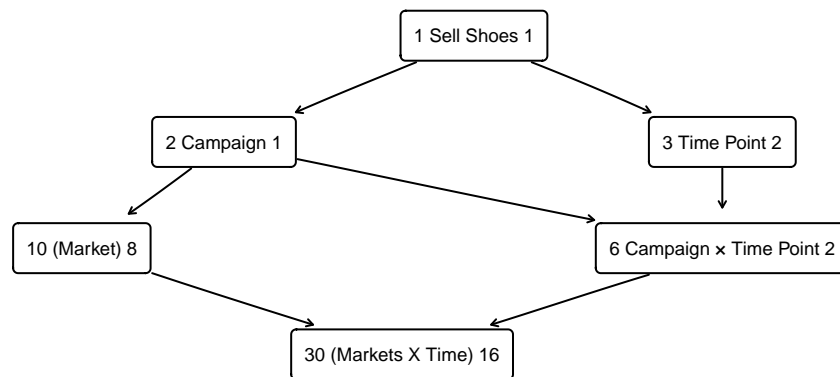 1 Sell Shoes 1
2 Campaign 1
3 Time Point 2
10 (Market) 8
6 Campaign × Time Point 2
30 (Markets X Time) 16